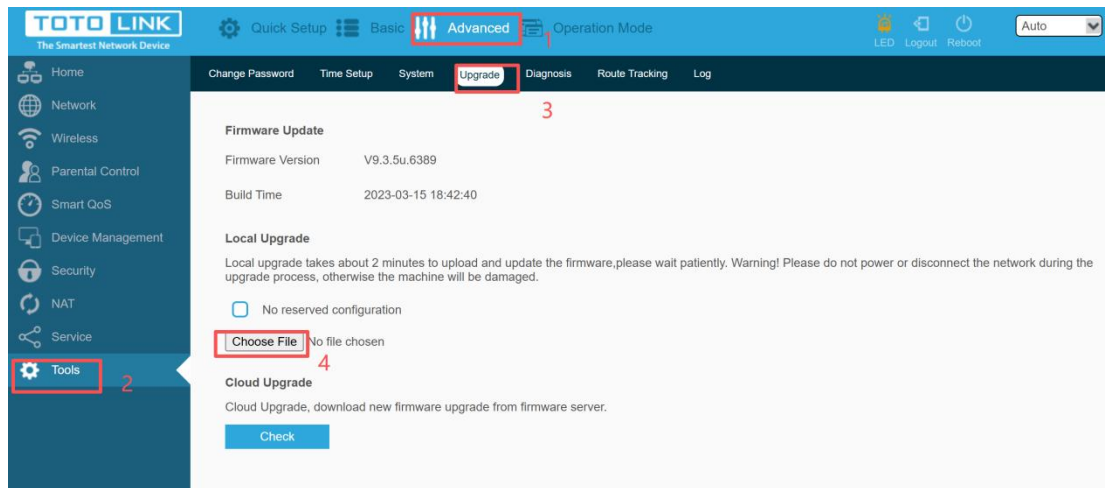 TOTO LINK
The Smartest Network Device
Quick Setup Basic Advanced Operation Mode
1
LED Logout Reboot
Auto
Home
Network
Wireless
Parental Control
Smart QoS
Device Management
Security
NAT
Service
Tools
2
Change Password Time Setup System Upgrade Diagnosis Route Tracking Log
3
Firmware Update
Firmware Version V9.3.5u.6389
Build Time 2023-03-15 18:42:40
Local Upgrade
Local upgrade takes about 2 minutes to upload and update the firmware,please wait patiently. Warning! Please do not power or disconnect the network during the
upgrade process, otherwise the machine will be damaged.
No reserved configuration
Choose File No file chosen
4
Cloud Upgrade
Cloud Upgrade, download new firmware upgrade from firmware server.
Check